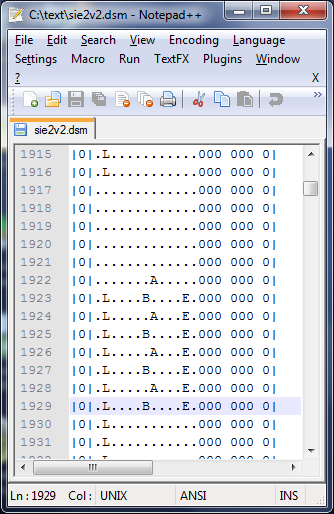 C:\text\sie2v2.dsm - Notepad++
File Edit Search View Encoding Language
Settings Macro Run TextFX Plugins Window
? X
sie2v2.dsm
1915 |0|.L...........000 000 0|
1916 |0|.L...........000 000 0|
1917 |0|.............000 000 0|
1918 |0|.............000 000 0|
1919 |0|.............000 000 0|
1920 |0|.............000 000 0|
1921 |0|.............000 000 0|
1922 |0|.......A.....000 000 0|
1923 |0|.L....B....E.000 000 0|
1924 |0|.L.....A...E.000 000 0|
1925 |0|.L....B....E.000 000 0|
1926 |0|.L.....A...E.000 000 0|
1927 |0|.L....B....E.000 000 0|
1928 |0|.L.....A...E.000 000 0|
1929 |0|.L....B....E.000 000 0|
1930 |0|.L...........000 000 0|
1931 |0|.L...........000 000 0|
Ln : 1929 Col : UNIX ANSI INS